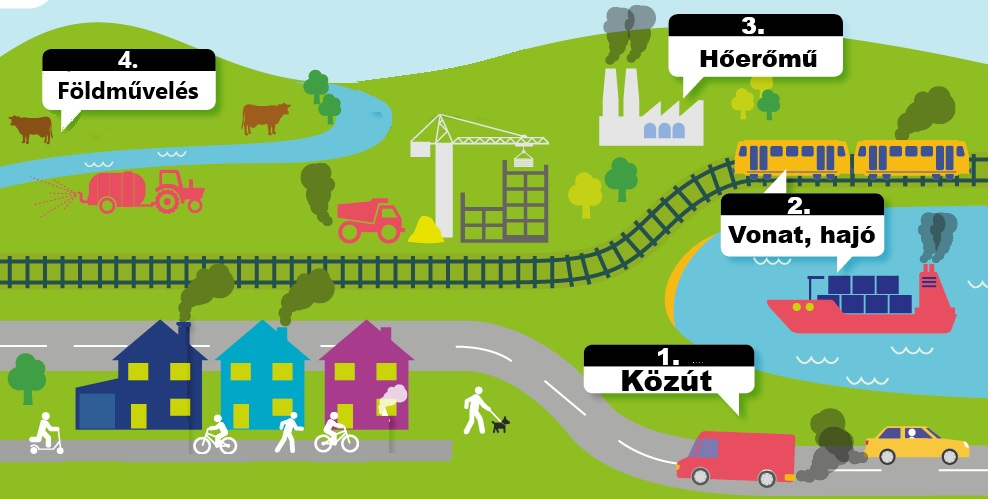 3.
Hőerőmű
4.
Földművelés
2.
Vonat, hajó
1.
Közút